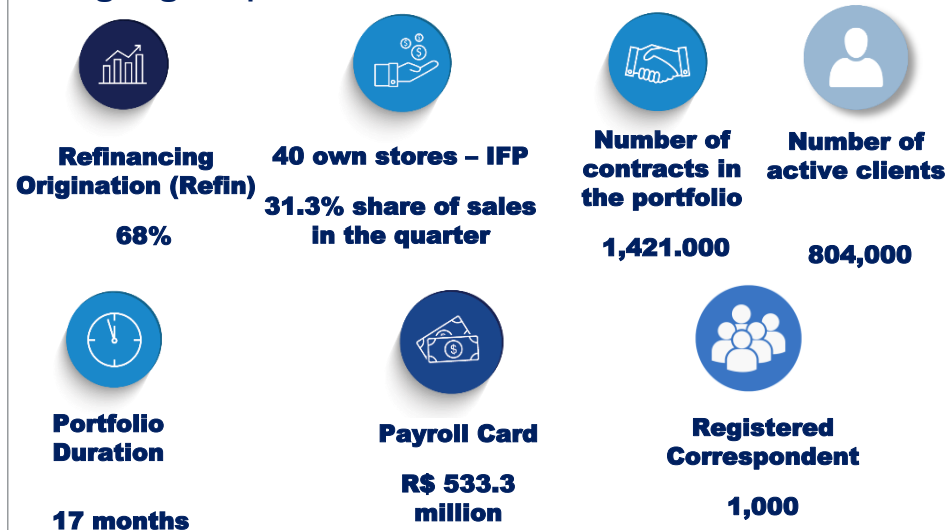 Refinancing
Origination (Refin)
68%
40 own stores – IFP
31.3% share of sales
in the quarter
Number of
contracts in
the portfolio
1,421.000
Number of
active clients
804,000
Portfolio
Duration
17 months
Payroll Card
R$ 533.3
million
Registered
Correspondent
1,000